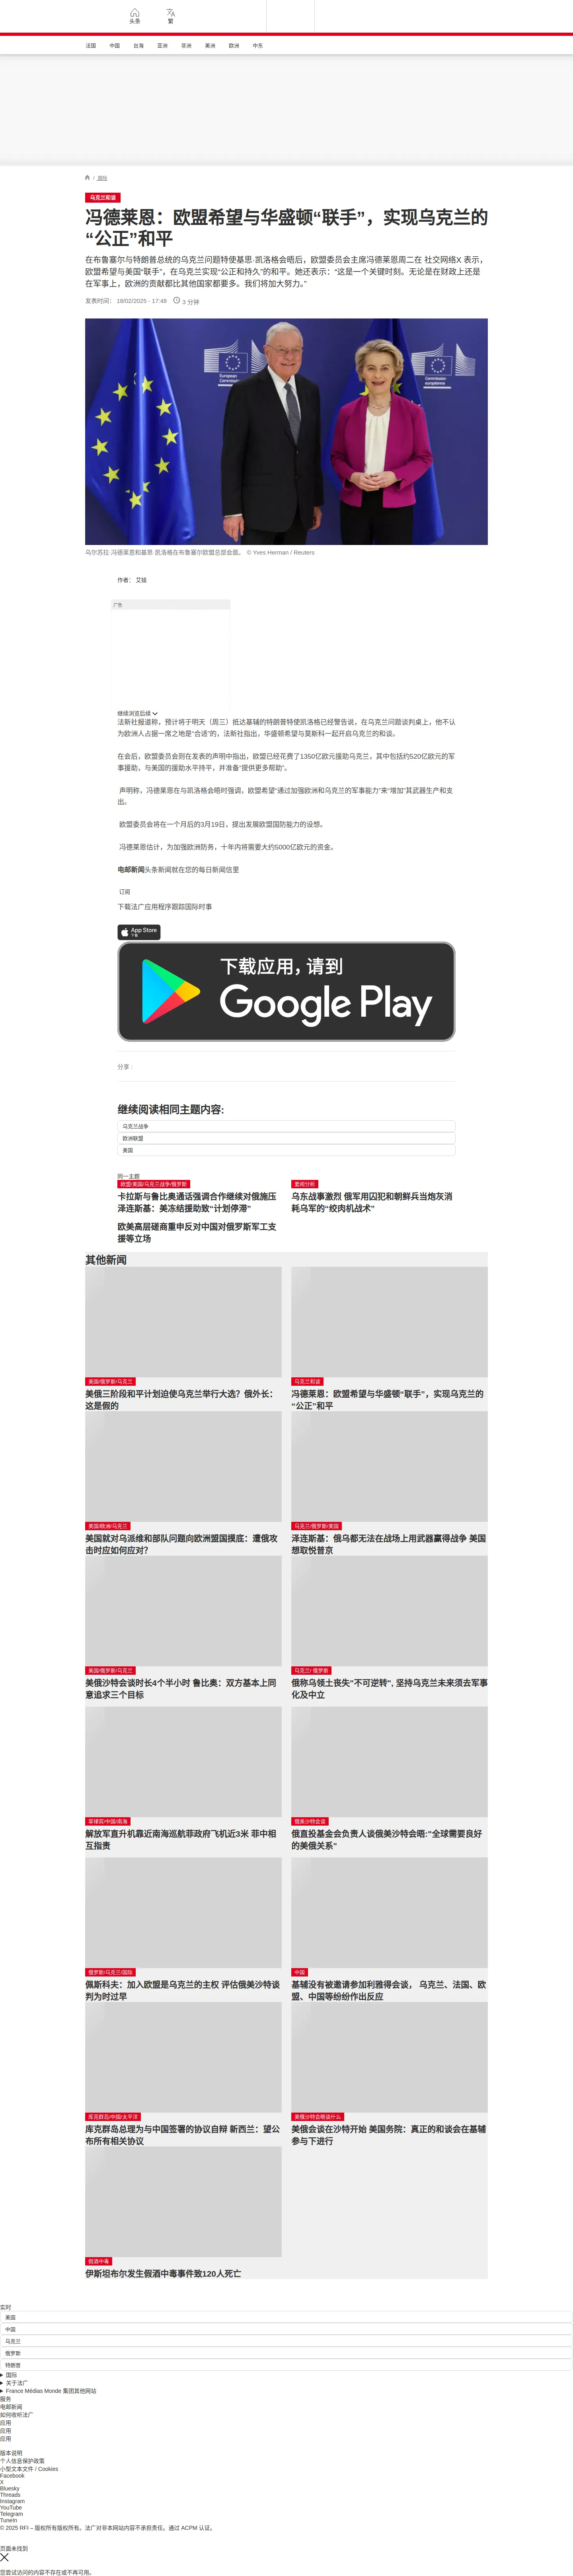 头条
繁
法国
中国
台海
亚洲
非洲
美洲
欧洲
中东
/ 国际
乌克兰和谈
冯德莱恩：欧盟希望与华盛顿“联手”，实现乌克兰的
“公正”和平
在布鲁塞尔与特朗普总统的乌克兰问题特使基思·凯洛格会晤后，欧盟委员会主席冯德莱恩周二在 社交网络X 表示，
欧盟希望与美国“联手”，在乌克兰实现“公正和持久”的和平。她还表示：“这是一个关键时刻。无论是在财政上还是
在军事上，欧洲的贡献都比其他国家都要多。我们将加大努力。”
发表时间： 18/02/2025 - 17:48
3 分钟
European Commission
European Commission
乌尔苏拉·冯德莱恩和基思·凯洛格在布鲁塞尔欧盟总部会面。 © Yves Herman / Reuters
作者： 艾娃
广告
继续浏览后续
法新社报道称，预计将于明天（周三）抵达基辅的特朗普特使凯洛格已经警告说，在乌克兰问题谈判桌上，他不认
为欧洲人占据一席之地是“合适”的，法新社指出，华盛顿希望与莫斯科一起开启乌克兰的和谈。
在会后，欧盟委员会则在发表的声明中指出，欧盟已经花费了1350亿欧元援助乌克兰，其中包括约520亿欧元的军
事援助，与美国的援助水平持平，并准备“提供更多帮助”。
声明称，冯德莱恩在与凯洛格会晤时强调，欧盟希望“通过加强欧洲和乌克兰的军事能力”来“增加”其武器生产和支
出。
欧盟委员会将在一个月后的3月19日，提出发展欧盟国防能力的设想。
冯德莱恩估计，为加强欧洲防务，十年内将需要大约5000亿欧元的资金。
电邮新闻头条新闻就在您的每日新闻信里
订阅
下载法广应用程序跟踪国际时事
App Store
下载
下载应用，请到
Google Play
分享 :
继续阅读相同主题内容:
乌克兰战争
欧洲联盟
美国
同一主题
欧盟/美国/乌克兰战争/俄罗斯
卡拉斯与鲁比奥通话强调合作继续对俄施压
泽连斯基：美冻结援助致“计划停滞”
要闻分析
乌东战事激烈 俄军用囚犯和朝鲜兵当炮灰消
耗乌军的“绞肉机战术”
欧美高层磋商重申反对中国对俄罗斯军工支
援等立场
其他新闻
美国/俄罗斯/乌克兰
美俄三阶段和平计划迫使乌克兰举行大选？俄外长：
这是假的
乌克兰和谈
冯德莱恩：欧盟希望与华盛顿“联手”，实现乌克兰的
“公正”和平
美国/欧洲/乌克兰
美国就对乌派维和部队问题向欧洲盟国摸底：遭俄攻
击时应如何应对？
乌克兰/俄罗斯/美国
泽连斯基：俄乌都无法在战场上用武器赢得战争 美国
想取悦普京
美国/俄罗斯/乌克兰
美俄沙特会谈时长4个半小时 鲁比奥：双方基本上同
意追求三个目标
乌克兰/ 俄罗斯
俄称乌领土丧失"不可逆转", 坚持乌克兰未来须去军事
化及中立
菲律宾/中国/南海
解放军直升机靠近南海巡航菲政府飞机近3米 菲中相
互指责
俄美沙特会谈
俄直投基金会负责人谈俄美沙特会晤:"全球需要良好
的美俄关系"
俄罗斯/乌克兰/国际
佩斯科夫：加入欧盟是乌克兰的主权 评估俄美沙特谈
判为时过早
中国
基辅没有被邀请参加利雅得会谈， 乌克兰、法国、欧
盟、中国等纷纷作出反应
库克群岛/中国/太平洋
库克群岛总理为与中国签署的协议自辩 新西兰：望公
布所有相关协议
美俄沙特会晤谈什么
美俄会谈在沙特开始 美国务院：真正的和谈会在基辅
参与下进行
假酒中毒
伊斯坦布尔发生假酒中毒事件致120人死亡
实时
美国
中国
乌克兰
俄罗斯
特朗普
国际
关于法广
France Médias Monde 集团其他网站
服务
电邮新闻
如何收听法广
应用
应用
应用
版本说明
个人信息保护政策
小型文本文件 / Cookies
Facebook
X
Bluesky
Threads
Instagram
YouTube
Telegram
TuneIn
© 2025 RFI – 版权所有版权所有。法广对非本网站内容不承担责任。通过 ACPM 认证。
页面未找到
您尝试访问的内容不存在或不再可用。